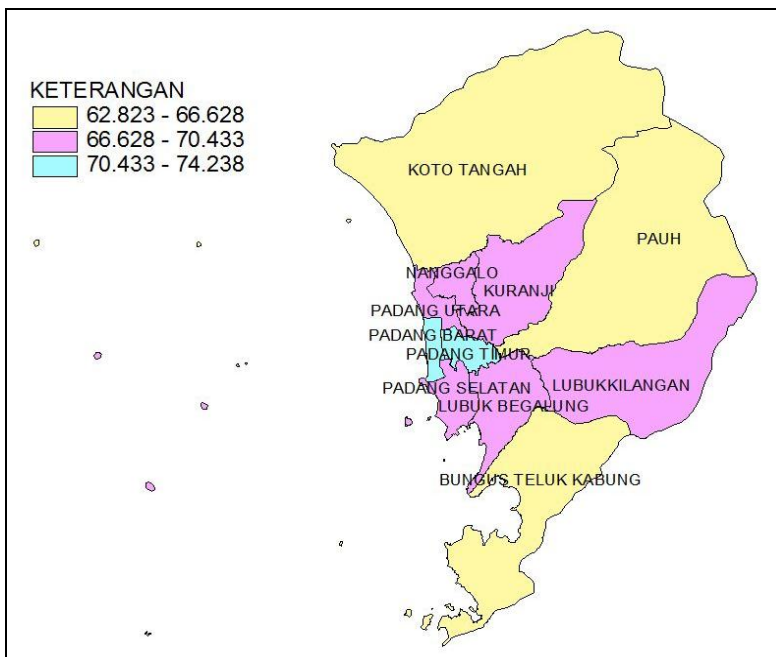 KETERANGAN
62.823 - 66.628
66.628 - 70.433
70.433 - 74.238
KOTO TANGAH
PAUH
NANGGALO
KURANJI
PADANG UTARA
PADANG BARAT
PADANG TIMUR
PADANG SELATAN
LUBUKKILANGAN
LUBUK BEGALUNG
BUNGUS TELUK KABUNG